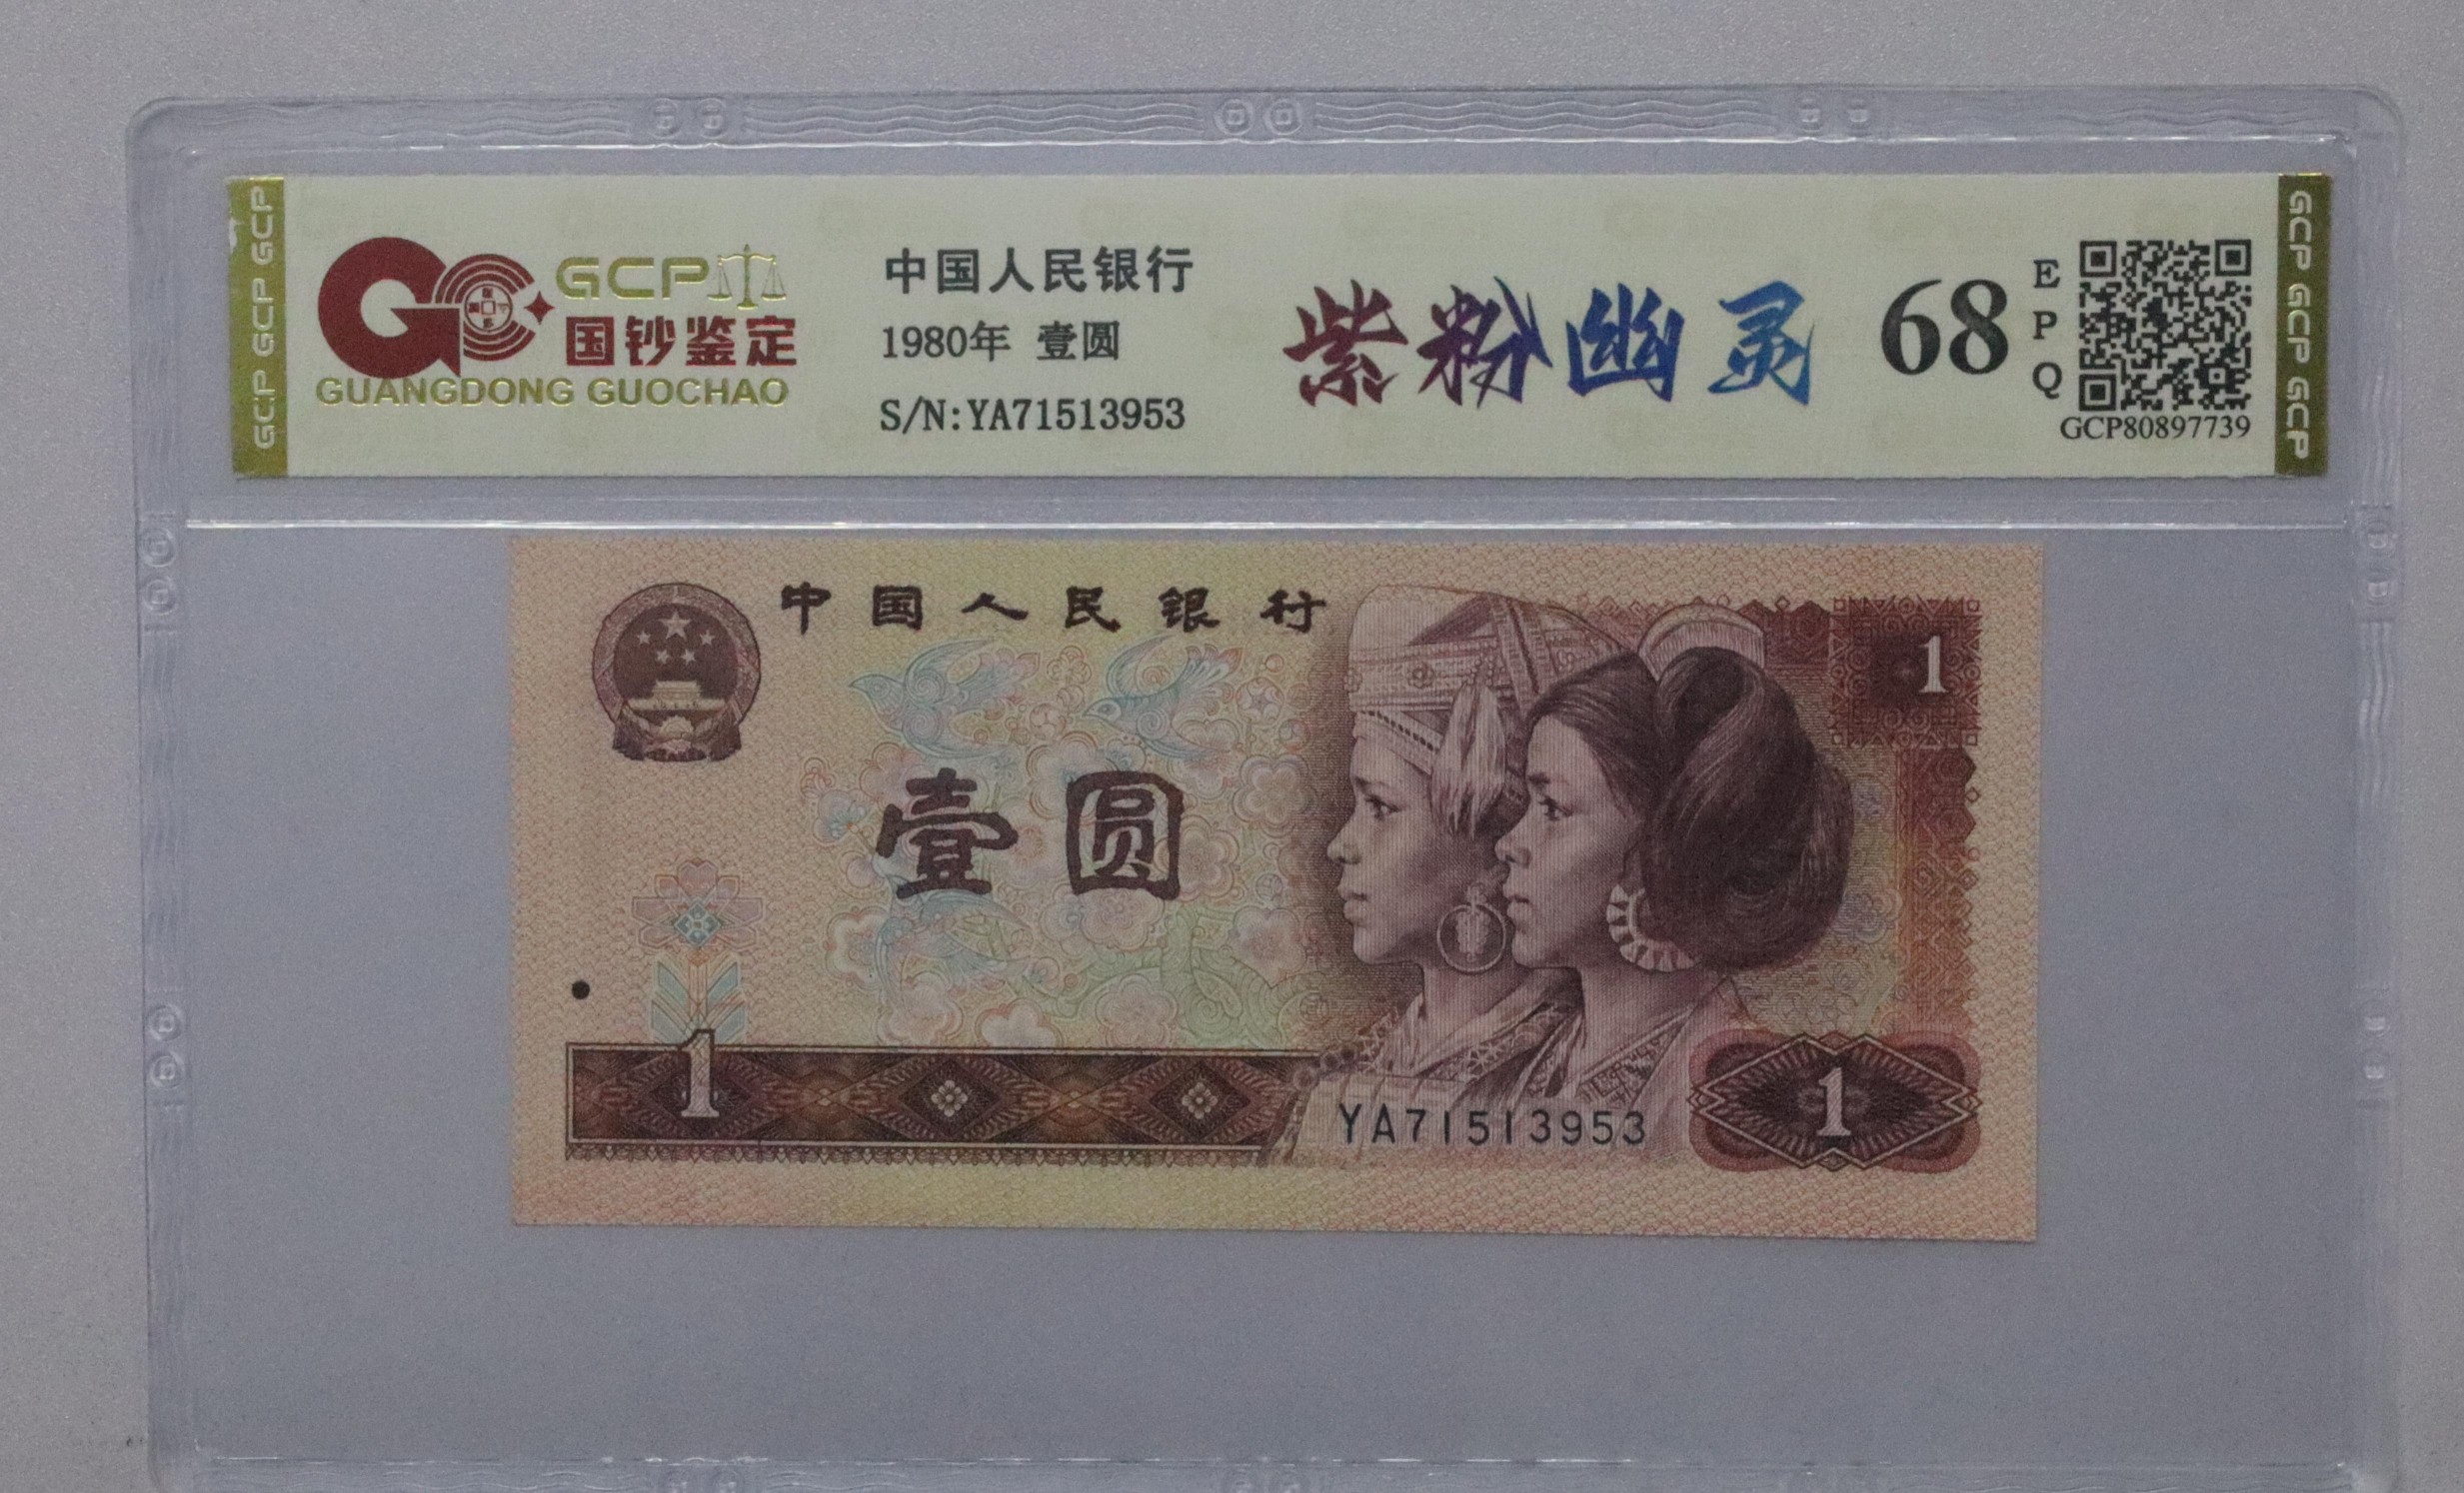 GCP GCP GCP
GCP
国钞鉴定
GUANGDONG GUOCHAO
中国人民银行
1980年 壹圆
S/N:YA71513953
紫粉幽灵
68
EPQ
GCP80897739
GCP GCP GCP
中国人民银行
1
壹圆
1
YA71513953
1